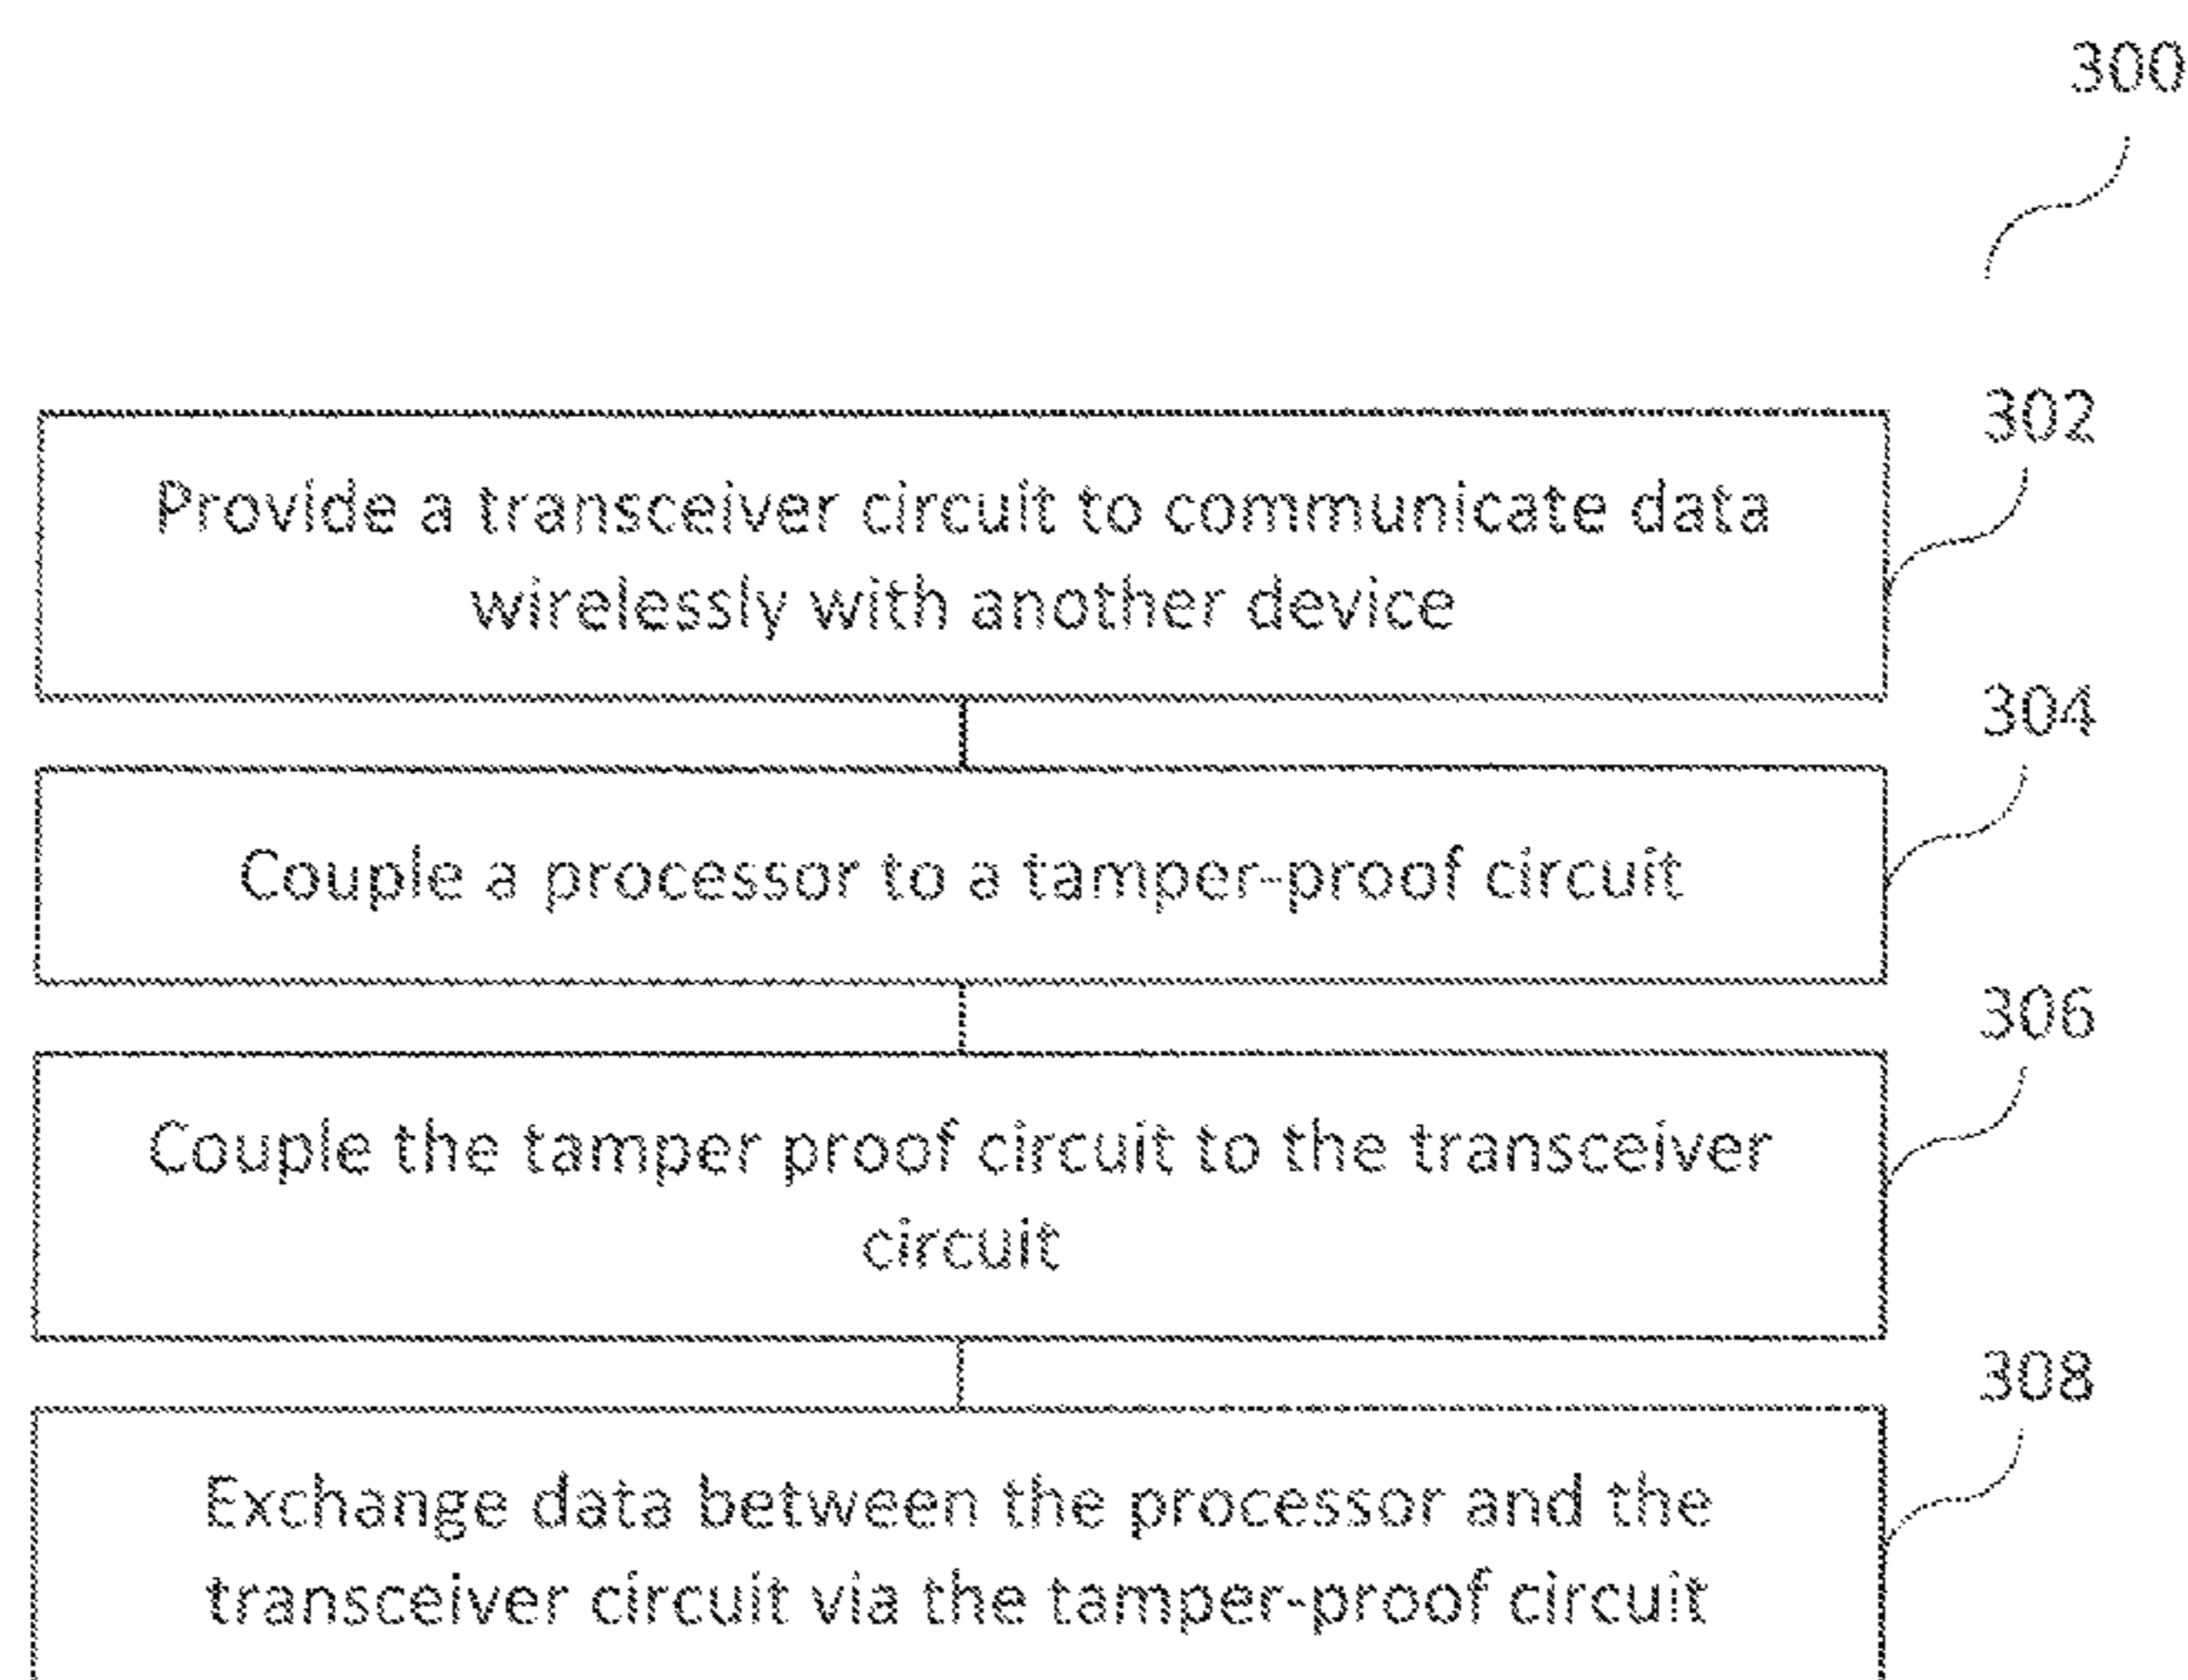 300
302
Provide a transceiver circuit to communicate data
wirelessly with another device
304
Couple a processor to a tamper-proof circuit
306
Couple the tamper proof circuit to the transceiver
circuit
308
Exchange data between the processor and the
transceiver circuit via the tamper-proof circuit